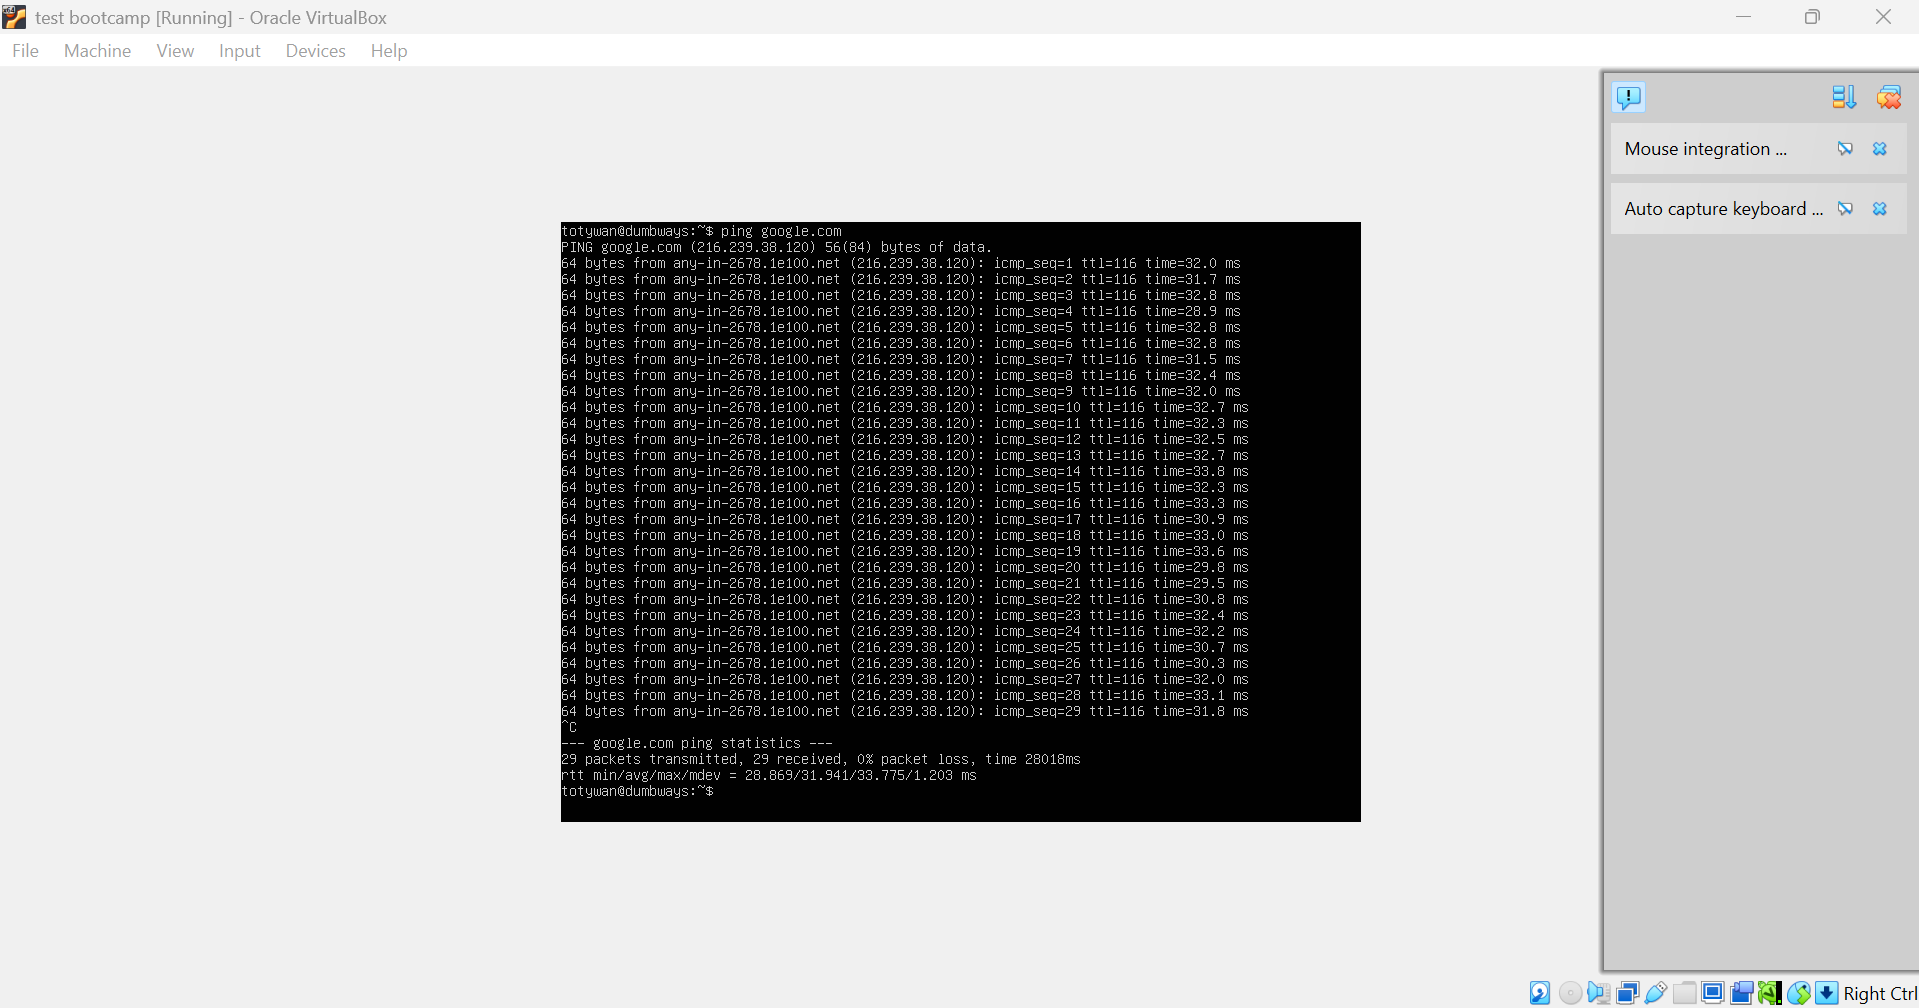 test bootcamp [Running] - Oracle VirtualBox
File Machine View Input Devices Help
Mouse integration ...
Auto capture keyboard ...
totywan@dumbways:~$ ping google.com
PING google.com (216.239.38.120) 56(84) bytes of data.
64 bytes from any-in-2678.1e100.net (216.239.38.120): icmp_seq=1 ttl=116 time=32.0 ms
64 bytes from any-in-2678.1e100.net (216.239.38.120): icmp_seq=2 ttl=116 time=31.7 ms
64 bytes from any-in-2678.1e100.net (216.239.38.120): icmp_seq=3 ttl=116 time=32.8 ms
64 bytes from any-in-2678.1e100.net (216.239.38.120): icmp_seq=4 ttl=116 time=28.9 ms
64 bytes from any-in-2678.1e100.net (216.239.38.120): icmp_seq=5 ttl=116 time=32.8 ms
64 bytes from any-in-2678.1e100.net (216.239.38.120): icmp_seq=6 ttl=116 time=32.8 ms
64 bytes from any-in-2678.1e100.net (216.239.38.120): icmp_seq=7 ttl=116 time=31.5 ms
64 bytes from any-in-2678.1e100.net (216.239.38.120): icmp_seq=8 ttl=116 time=32.4 ms
64 bytes from any-in-2678.1e100.net (216.239.38.120): icmp_seq=9 ttl=116 time=32.0 ms
64 bytes from any-in-2678.1e100.net (216.239.38.120): icmp_seq=10 ttl=116 time=32.7 ms
64 bytes from any-in-2678.1e100.net (216.239.38.120): icmp_seq=11 ttl=116 time=32.3 ms
64 bytes from any-in-2678.1e100.net (216.239.38.120): icmp_seq=12 ttl=116 time=32.5 ms
64 bytes from any-in-2678.1e100.net (216.239.38.120): icmp_seq=13 ttl=116 time=32.7 ms
64 bytes from any-in-2678.1e100.net (216.239.38.120): icmp_seq=14 ttl=116 time=33.8 ms
64 bytes from any-in-2678.1e100.net (216.239.38.120): icmp_seq=15 ttl=116 time=32.3 ms
64 bytes from any-in-2678.1e100.net (216.239.38.120): icmp_seq=16 ttl=116 time=33.3 ms
64 bytes from any-in-2678.1e100.net (216.239.38.120): icmp_seq=17 ttl=116 time=30.9 ms
64 bytes from any-in-2678.1e100.net (216.239.38.120): icmp_seq=18 ttl=116 time=33.0 ms
64 bytes from any-in-2678.1e100.net (216.239.38.120): icmp_seq=19 ttl=116 time=33.6 ms
64 bytes from any-in-2678.1e100.net (216.239.38.120): icmp_seq=20 ttl=116 time=29.8 ms
64 bytes from any-in-2678.1e100.net (216.239.38.120): icmp_seq=21 ttl=116 time=29.5 ms
64 bytes from any-in-2678.1e100.net (216.239.38.120): icmp_seq=22 ttl=116 time=30.8 ms
64 bytes from any-in-2678.1e100.net (216.239.38.120): icmp_seq=23 ttl=116 time=32.4 ms
64 bytes from any-in-2678.1e100.net (216.239.38.120): icmp_seq=24 ttl=116 time=32.2 ms
64 bytes from any-in-2678.1e100.net (216.239.38.120): icmp_seq=25 ttl=116 time=30.7 ms
64 bytes from any-in-2678.1e100.net (216.239.38.120): icmp_seq=26 ttl=116 time=30.3 ms
64 bytes from any-in-2678.1e100.net (216.239.38.120): icmp_seq=27 ttl=116 time=32.0 ms
64 bytes from any-in-2678.1e100.net (216.239.38.120): icmp_seq=28 ttl=116 time=33.1 ms
64 bytes from any-in-2678.1e100.net (216.239.38.120): icmp_seq=29 ttl=116 time=31.8 ms
^C
--- google.com ping statistics ---
29 packets transmitted, 29 received, 0% packet loss, time 28018ms
rtt min/avg/max/mdev = 28.869/31.941/33.775/1.203 ms
totywan@dumbways:~$
Right Ctrl